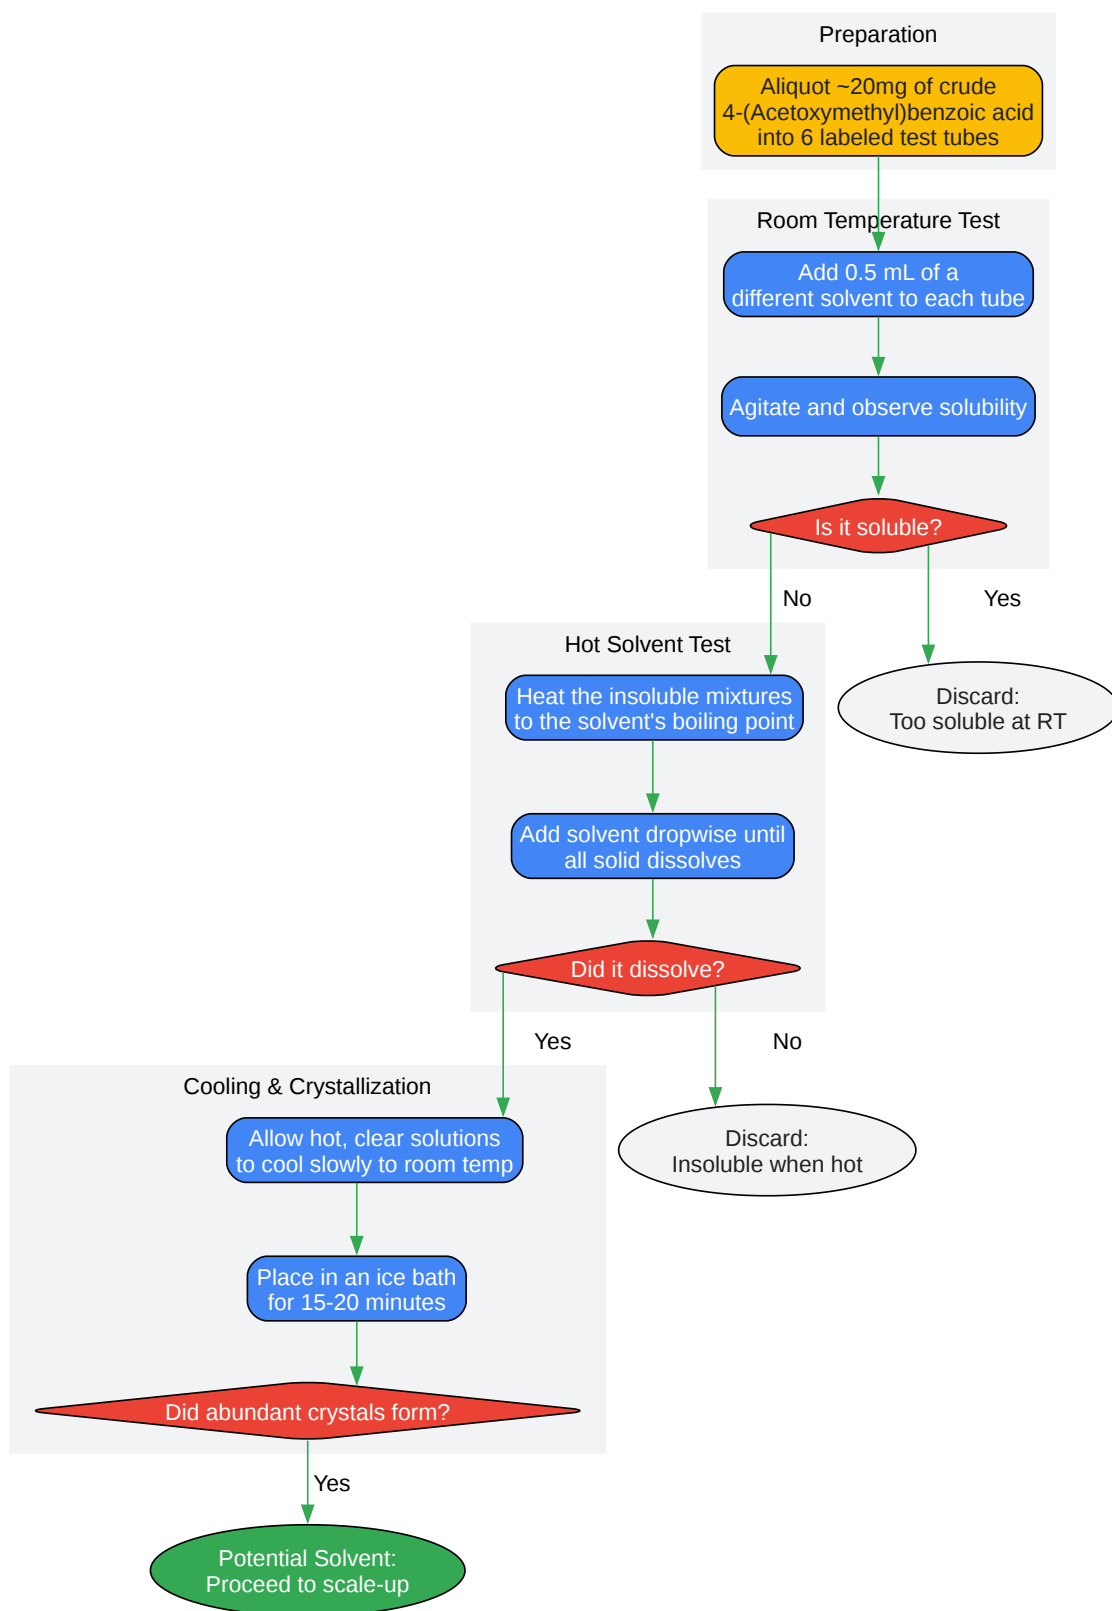 Preparation
Aliquot ~20mg of crude
4-(Acetoxymethyl)benzoic acid
into 6 labeled test tubes
Room Temperature Test
Add 0.5 mL of a
different solvent to each tube
Agitate and observe solubility
Is it soluble?
No
Yes
Hot Solvent Test
Heat the insoluble mixtures
to the solvent's boiling point
Discard:
Too soluble at RT
Add solvent dropwise until
all solid dissolves
Did it dissolve?
Yes
No
Cooling & Crystallization
Allow hot, clear solutions
to cool slowly to room temp
Discard:
Insoluble when hot
Place in an ice bath
for 15-20 minutes
Did abundant crystals form?
Yes
Potential Solvent:
Proceed to scale-up